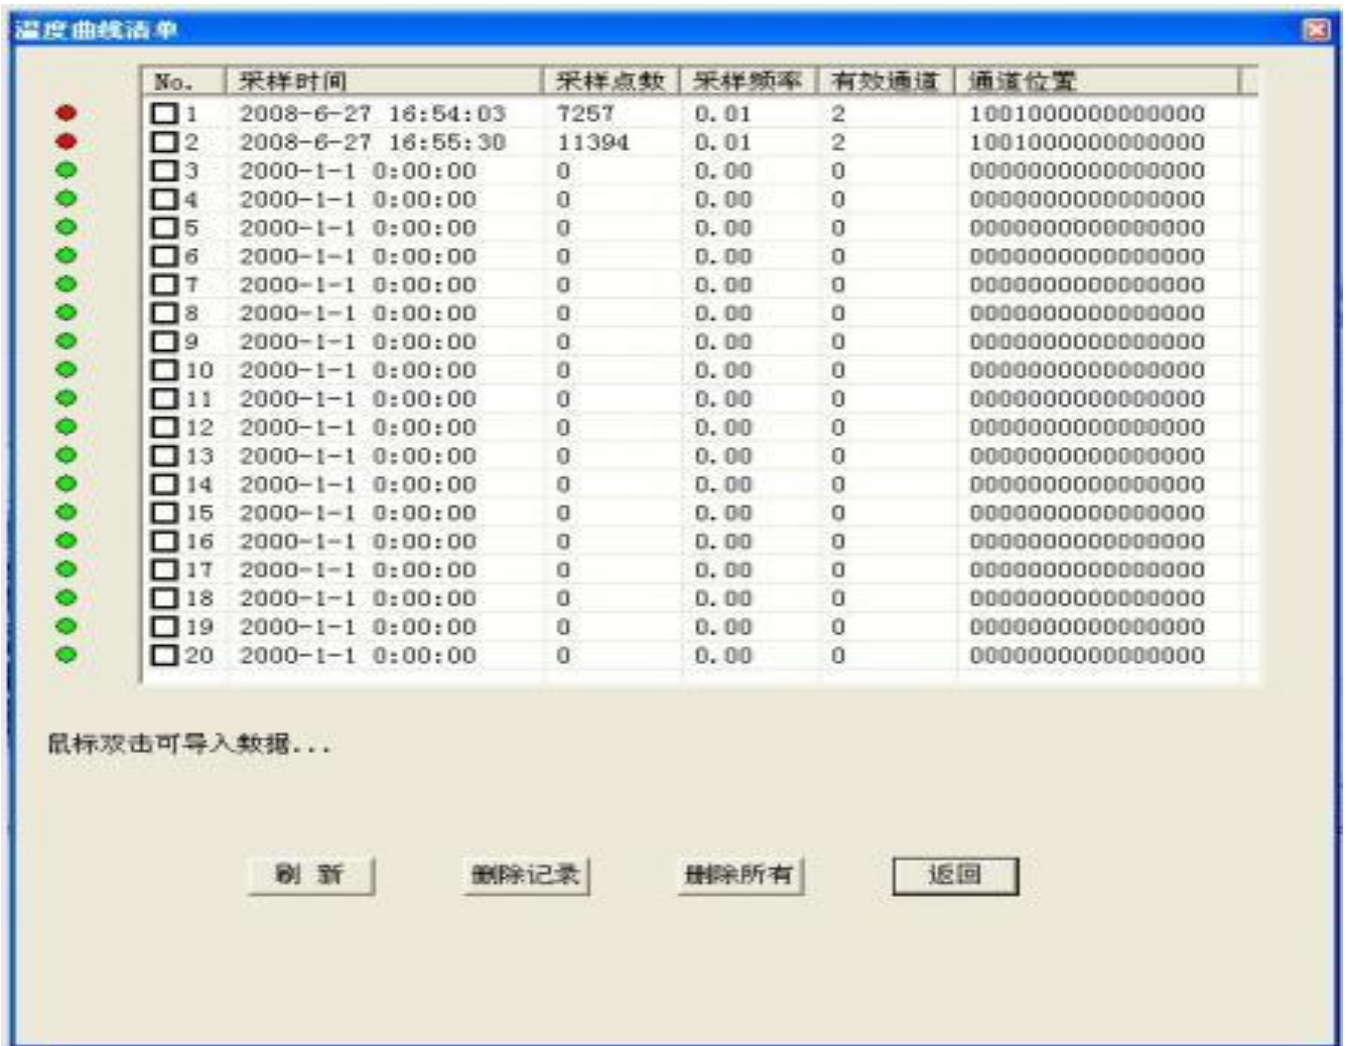 温度曲线清单
No. 采样时间 采样点数 采样频率 有效通道 通道位置
1 2008-6-27 16:54:03 7257 0.01 2 1001000000000000
2 2008-6-27 16:55:30 11394 0.01 2 1001000000000000
3 2000-1-1 0:00:00 0 0.00 0 0000000000000000
4 2000-1-1 0:00:00 0 0.00 0 0000000000000000
5 2000-1-1 0:00:00 0 0.00 0 0000000000000000
6 2000-1-1 0:00:00 0 0.00 0 0000000000000000
7 2000-1-1 0:00:00 0 0.00 0 0000000000000000
8 2000-1-1 0:00:00 0 0.00 0 0000000000000000
9 2000-1-1 0:00:00 0 0.00 0 0000000000000000
10 2000-1-1 0:00:00 0 0.00 0 0000000000000000
11 2000-1-1 0:00:00 0 0.00 0 0000000000000000
12 2000-1-1 0:00:00 0 0.00 0 0000000000000000
13 2000-1-1 0:00:00 0 0.00 0 0000000000000000
14 2000-1-1 0:00:00 0 0.00 0 0000000000000000
15 2000-1-1 0:00:00 0 0.00 0 0000000000000000
16 2000-1-1 0:00:00 0 0.00 0 0000000000000000
17 2000-1-1 0:00:00 0 0.00 0 0000000000000000
18 2000-1-1 0:00:00 0 0.00 0 0000000000000000
19 2000-1-1 0:00:00 0 0.00 0 0000000000000000
20 2000-1-1 0:00:00 0 0.00 0 0000000000000000
鼠标双击可导入数据...
刷 新 删除记录 删除所有 返回